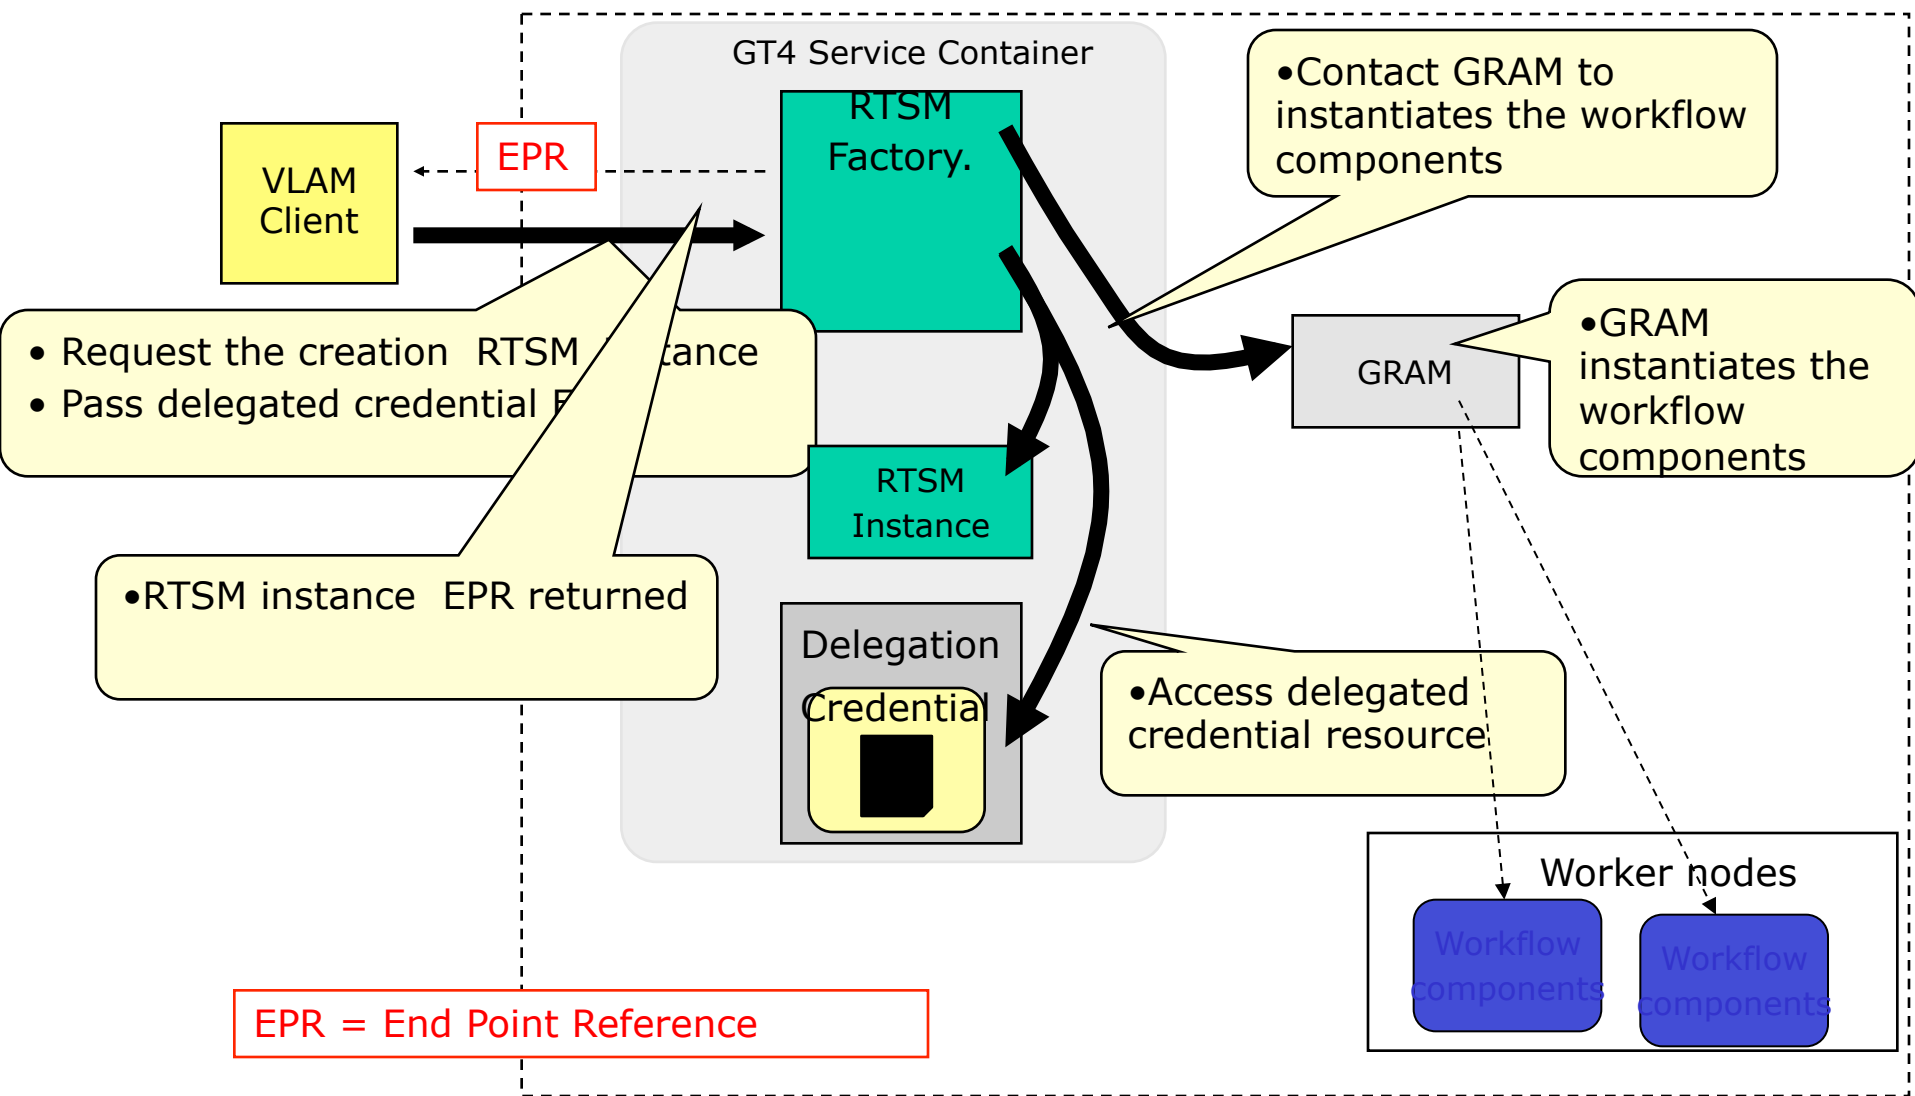 GT4 Service Container
RTSM
Factory.
•Contact GRAM to
instantiates the workflow
components
EPR
VLAM
Client
• Request the creation RTSM tance
• Pass delegated credential
•GRAM
instantiates the
workflow
components
GRAM
RTSM
Instance
•RTSM instance EPR returned
Delegation
Credential
•Access delegated
credential resource
Worker nodes
Workflow
components
Workflow
components
EPR = End Point Reference